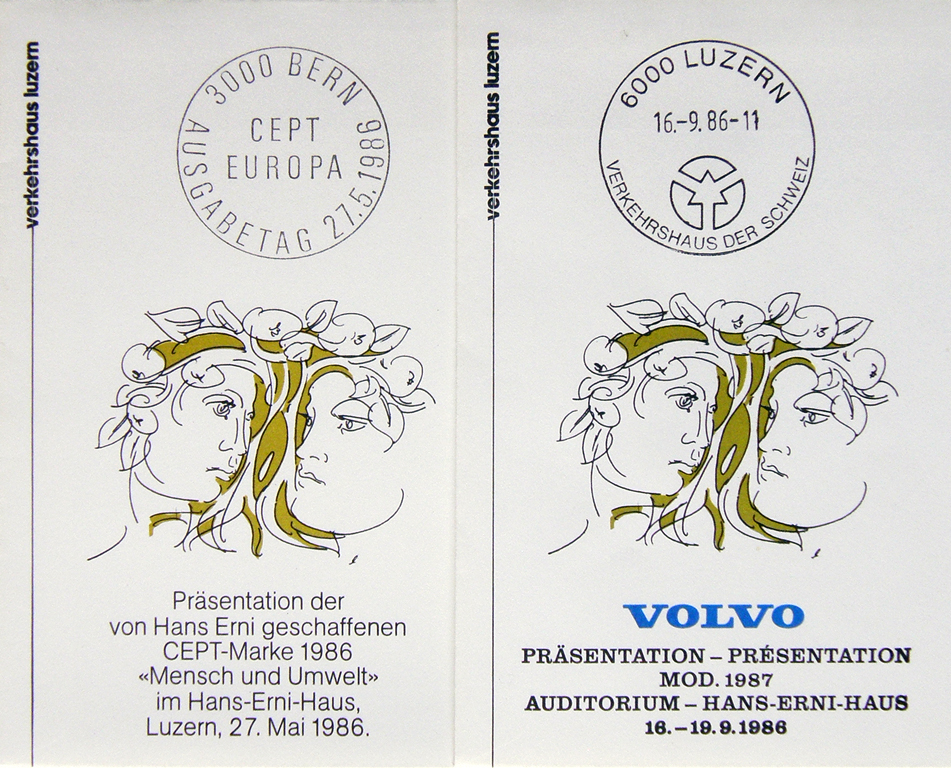 verkehrshaus luzern
3000 BERN
CEPT
EUROPA
AUSGABETAG 27.5.1986
Präsentation der
von Hans Erni geschaffenen
CEPT-Marke 1986
«Mensch und Umwelt»
im Hans-Erni-Haus,
Luzern, 27. Mai 1986.
verkehrshaus luzern
6000 LUZERN
16.-9.86-11
VERKEHRSHAUS DER SCHWEIZ
VOLVO
PRÄSENTATION – PRÉSENTATION
MOD. 1987
AUDITORIUM – HANS-ERNI-HAUS
16.–19.9.1986